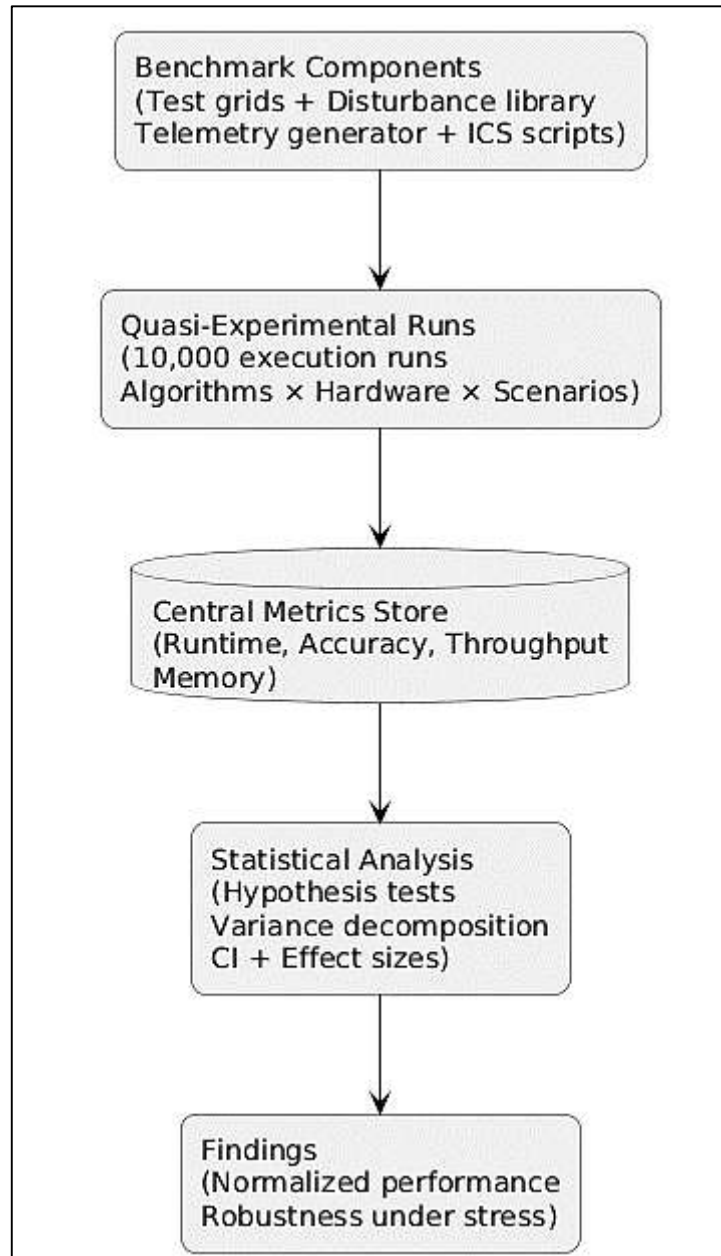 Benchmark Components
(Test grids + Disturbance library
Telemetry generator + ICS scripts)
Quasi-Experimental Runs
(10,000 execution runs
Algorithms × Hardware × Scenarios)
Central Metrics Store
(Runtime, Accuracy, Throughput
Memory)
Statistical Analysis
(Hypothesis tests
Variance decomposition
CI + Effect sizes)
Findings
(Normalized performance
Robustness under stress)